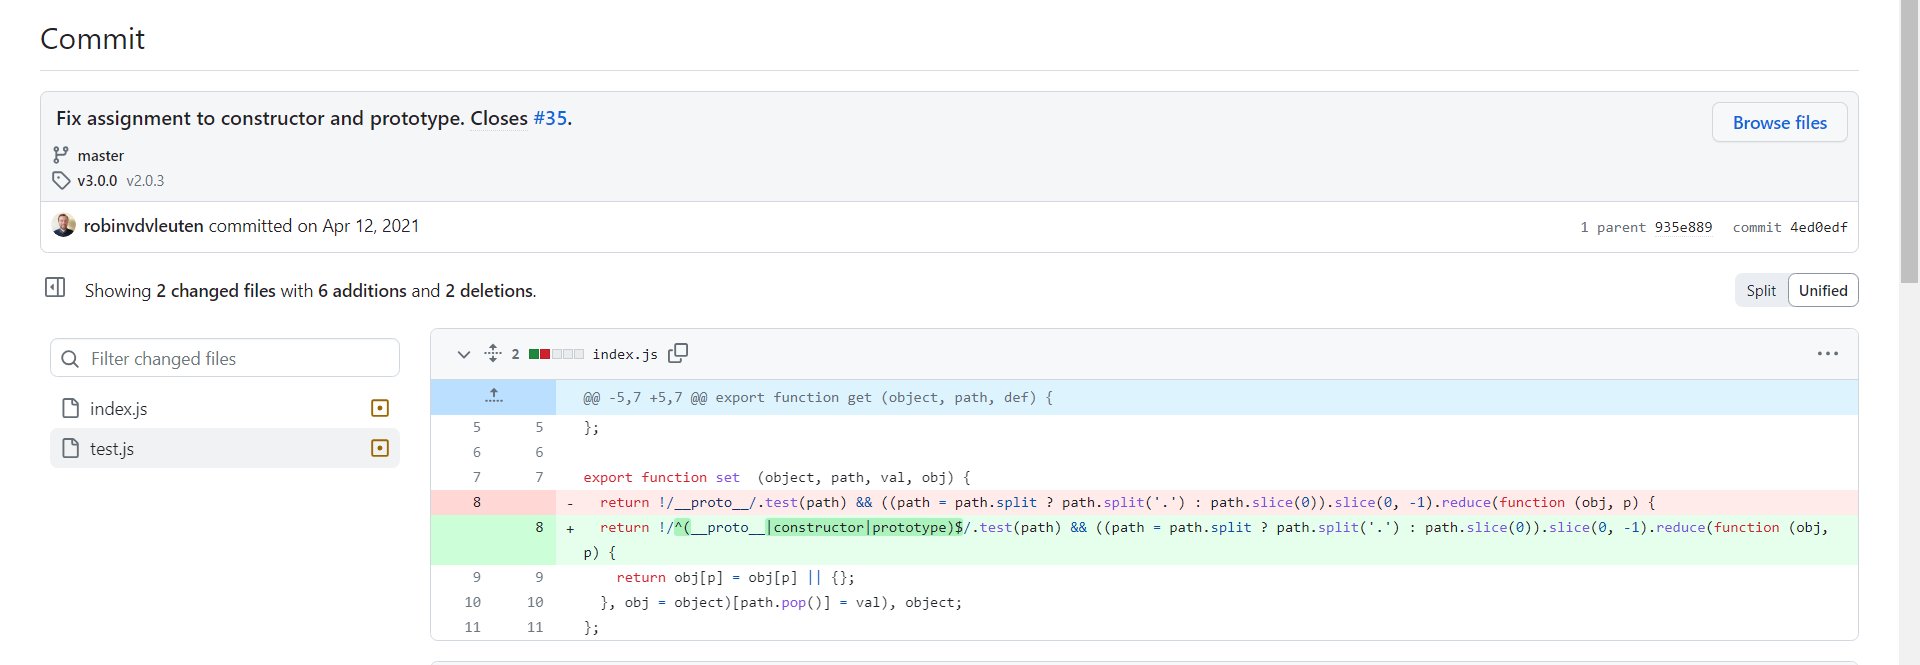 Commit
Fix assignment to constructor and prototype. Closes #35.
Browse files
master
v3.0.0 v2.0.3
robinvdvleuten committed on Apr 12, 2021
1 parent 935e889 commit 4ed0edf
Showing 2 changed files with 6 additions and 2 deletions.
Split Unified
Filter changed files
index.js
test.js
2 index.js
@@ -5,7 +5,7 @@ export function get (object, path, def) {
5 5 };
6 6
7 7 export function set  (object, path, val, obj) {
8 - return !/__proto__/.test(path) && ((path = path.split ? path.split('.') : path.slice(0)).slice(0, -1).reduce(function (obj, p) {
8 + return !/^(__proto__|constructor|prototype)$/.test(path) && ((path = path.split ? path.split('.') : path.slice(0)).slice(0, -1).reduce(function (obj,
p) {
9 9 return obj[p] = obj[p] || {};
10 10 }, obj = object)[path.pop()] = val), object;
11 11 };